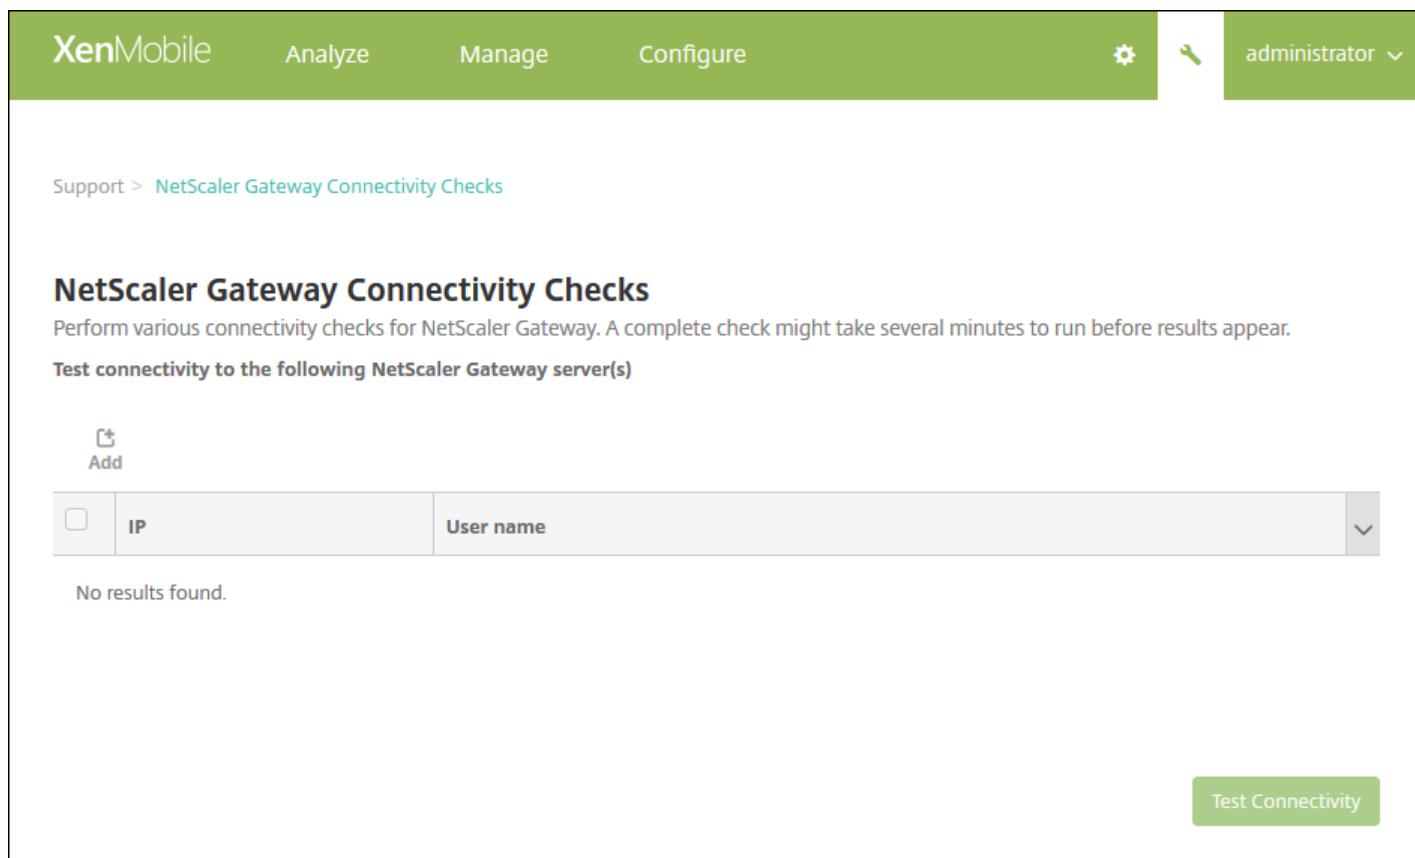 XenMobile Analyze Manage Configure administrator
Support > NetScaler Gateway Connectivity Checks
NetScaler Gateway Connectivity Checks
Perform various connectivity checks for NetScaler Gateway. A complete check might take several minutes to run before results appear.
Test connectivity to the following NetScaler Gateway server(s)
Add
IP User name
No results found.
Test Connectivity